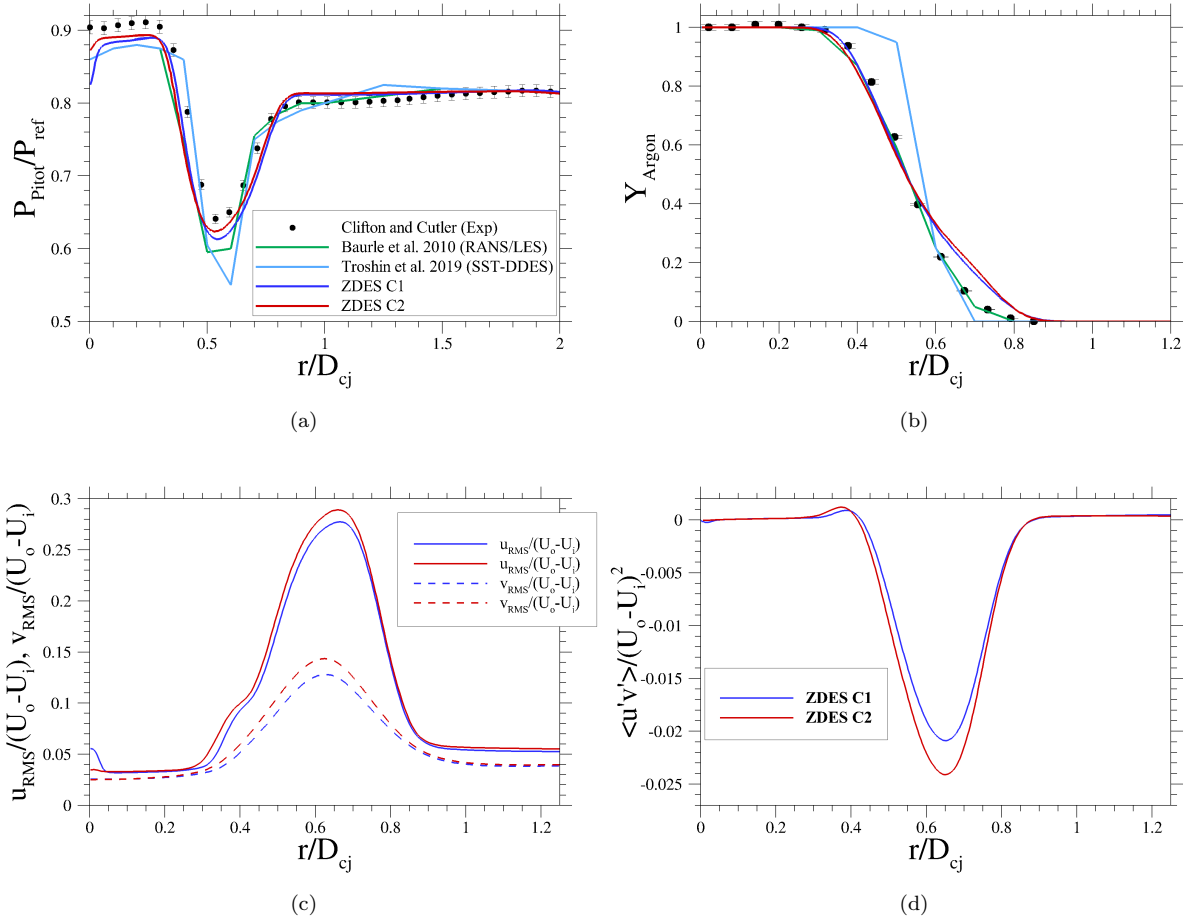 P_Pitot/P_ref
0.9
0.8
0.7
0.6
0.5
Clifton and Cutler (Exp)
Baurle et al. 2010 (RANS/LES)
Troshin et al. 2019 (SST-DDES)
ZDES C1
ZDES C2
0 0.5 1 1.5 2
r/D_cj
(a)
Y_Argon
1
0.8
0.6
0.4
0.2
0
0 0.2 0.4 0.6 0.8 1 1.2
r/D_cj
(b)
u_RMS/(U_o-U_i), v_RMS/(U_o-U_i)
0.3
0.25
0.2
0.15
0.1
0.05
0
u_RMS/(U_o-U_i)
u_RMS/(U_o-U_i)
v_RMS/(U_o-U_i)
v_RMS/(U_o-U_i)
0 0.2 0.4 0.6 0.8 1 1.2
r/D_cj
(c)
<u'v'>/(U_o-U_i)^2
0
-0.005
-0.01
-0.015
-0.02
-0.025
ZDES C1
ZDES C2
0 0.2 0.4 0.6 0.8 1 1.2
r/D_cj
(d)